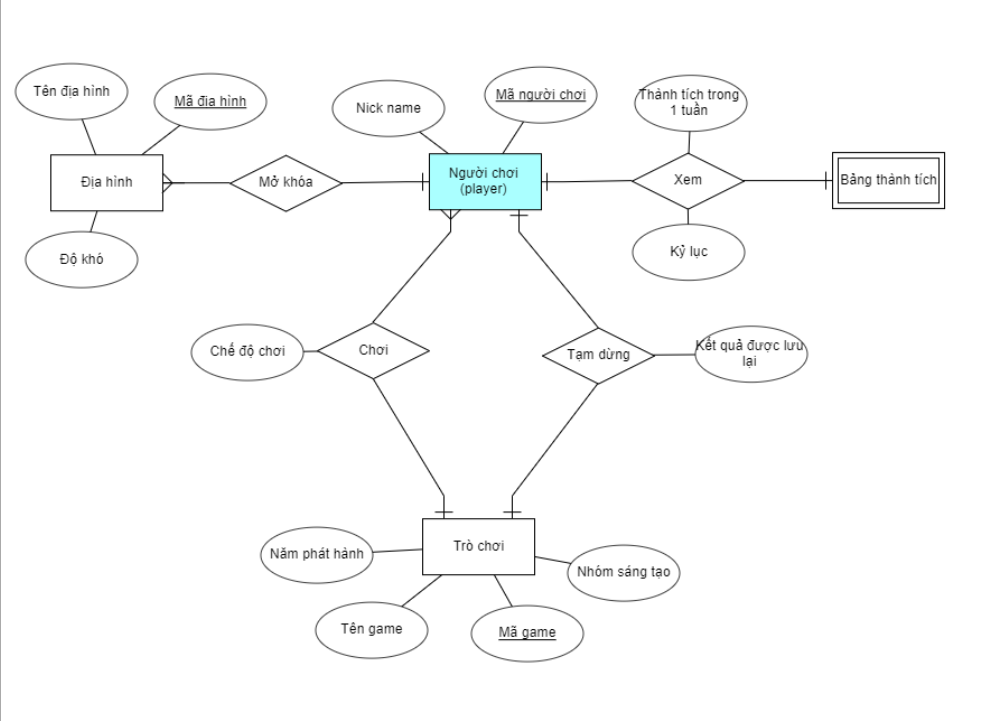 Tên địa hình
Mã địa hình
Nick name
Mã người chơi
Thành tích trong
1 tuần
Địa hình
Mở khóa
Người chơi
(player)
Xem
Bảng thành tích
Độ khó
Kỷ lục
Chế độ chơi
Chơi
Tạm dừng
Kết quả được lưu
lại
Năm phát hành
Trò chơi
Nhóm sáng tạo
Tên game
Mã game